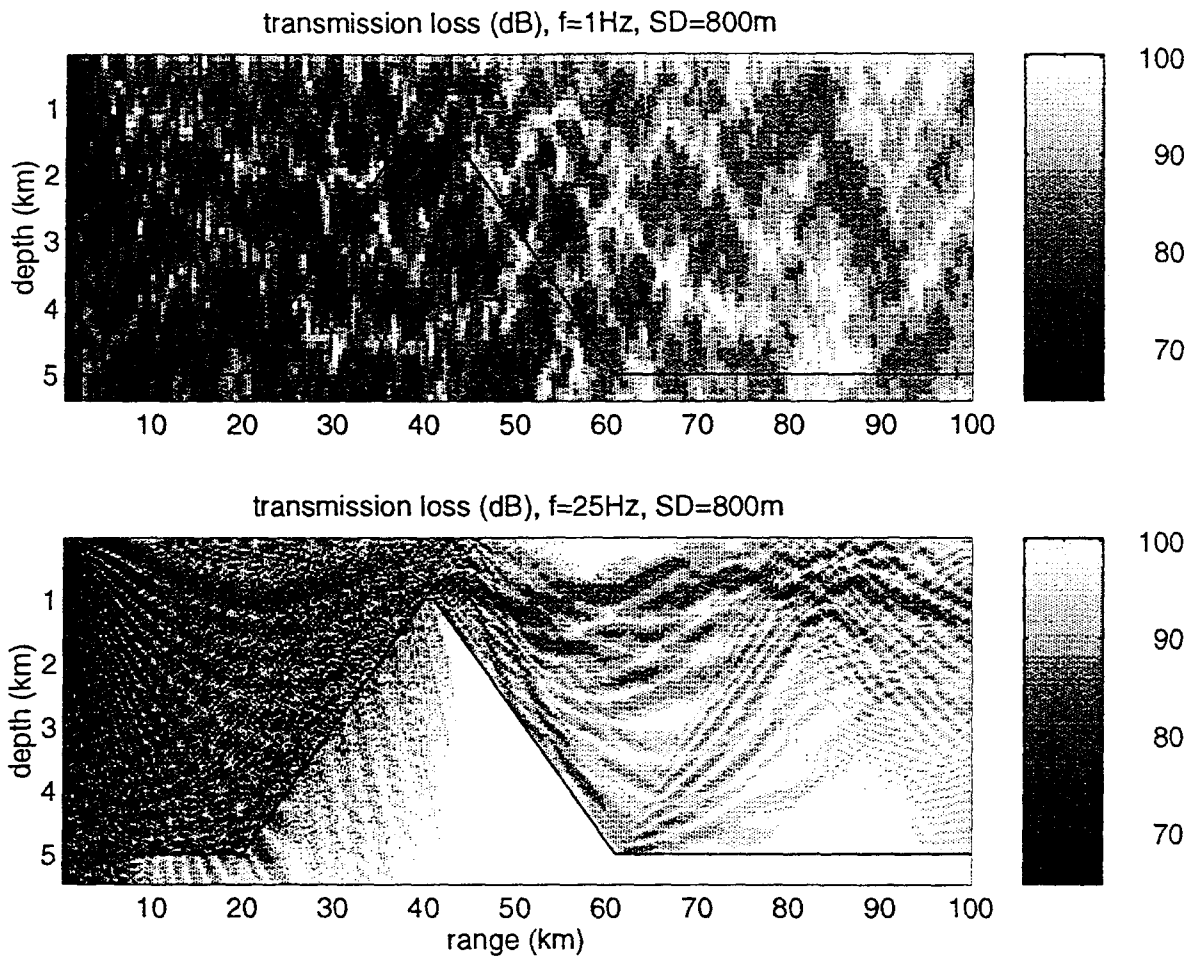 transmission loss (dB), f=1Hz, SD=800m
depth (km)
1
2
3
4
5
10 20 30 40 50 60 70 80 90 100
100
90
80
70
transmission loss (dB), f=25Hz, SD=800m
depth (km)
1
2
3
4
5
10 20 30 40 50 60 70 80 90 100
range (km)
100
90
80
70